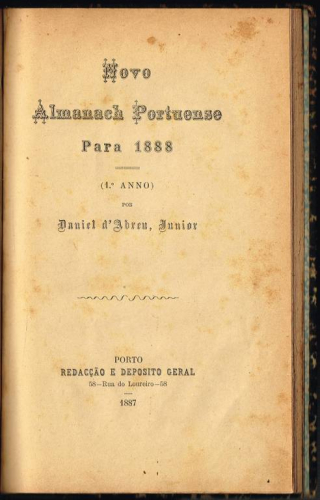 Novo
Almanach Portuense
Para 1888
(1.º ANNO)
POR
Daniel d'Abreu, Junior
PORTO
REDACÇÃO E DEPOSITO GERAL
58—Rua do Loureiro—58
1887